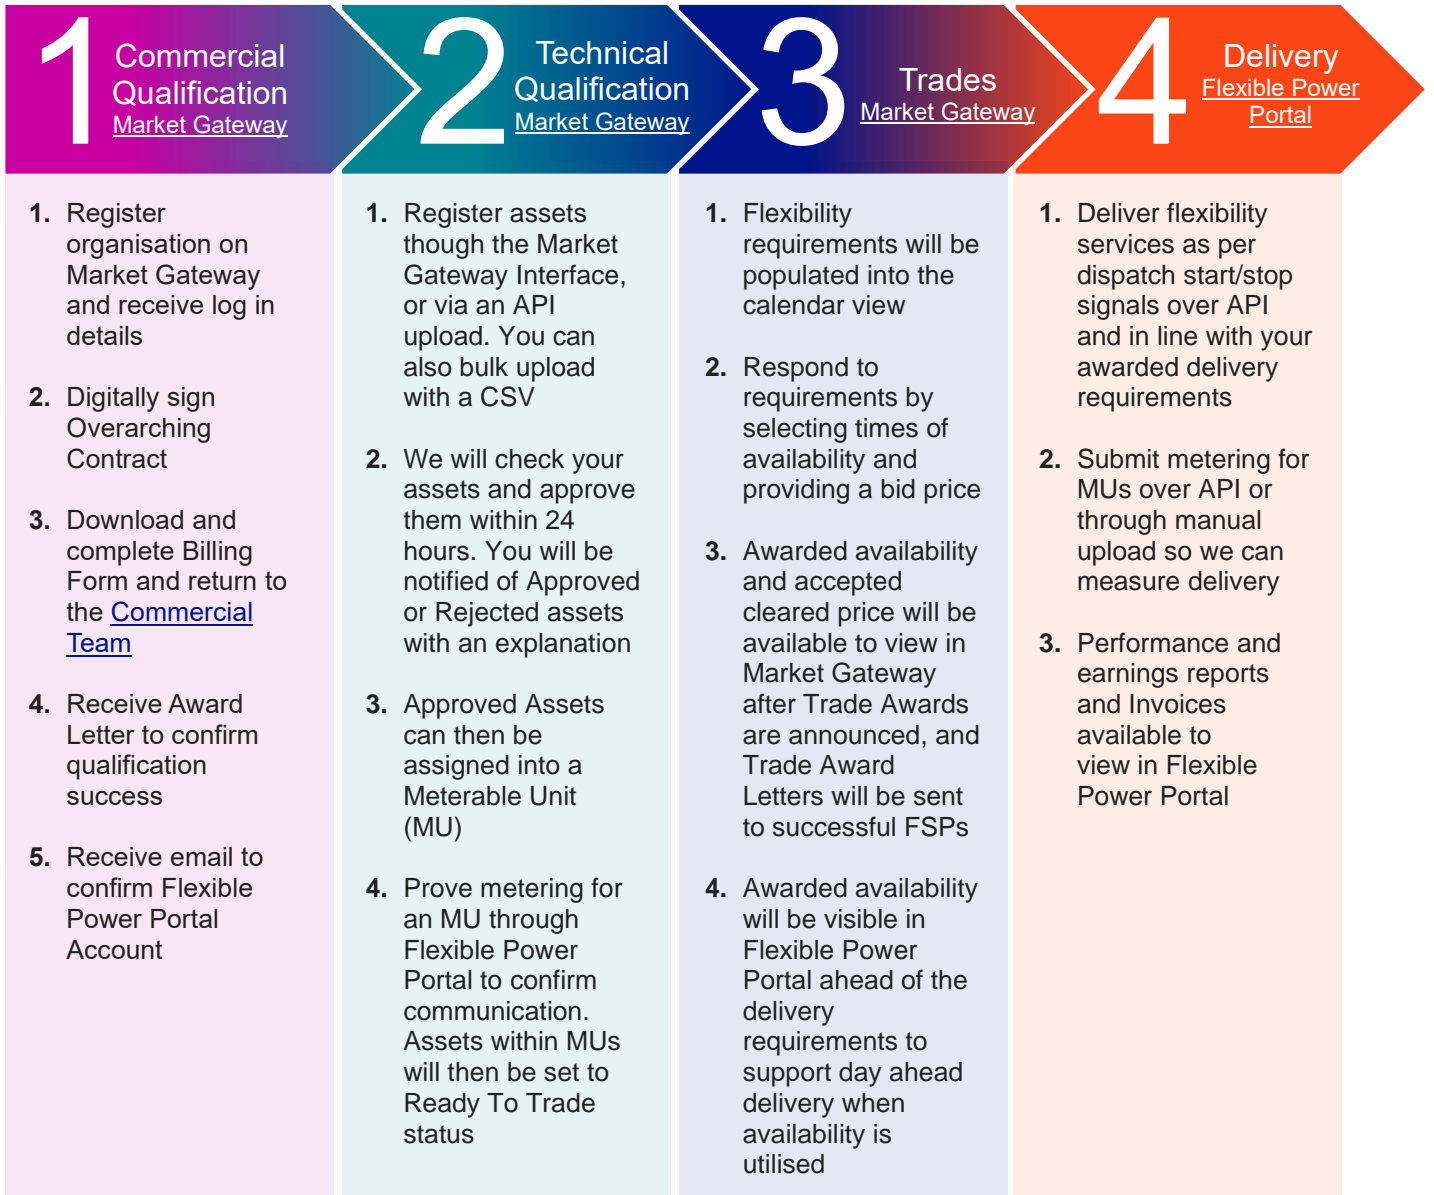 1
Commercial
Qualification
Market Gateway
1. Register
organisation on
Market Gateway
and receive log in
details
2. Digitally sign
Overarching
Contract
3. Download and
complete Billing
Form and return to
the Commercial
Team
4. Receive Award
Letter to confirm
qualification
success
5. Receive email to
confirm Flexible
Power Portal
Account
2
Technical
Qualification
Market Gateway
1. Register assets
though the Market
Gateway Interface,
or via an API
upload. You can
also bulk upload
with a CSV
2. We will check your
assets and approve
them within 24
hours. You will be
notified of Approved
or Rejected assets
with an explanation
3. Approved Assets
can then be
assigned into a
Meterable Unit
(MU)
4. Prove metering for
an MU through
Flexible Power
Portal to confirm
communication.
Assets within MUs
will then be set to
Ready To Trade
status
3
Trades
Market Gateway
1. Flexibility
requirements will be
populated into the
calendar view
2. Respond to
requirements by
selecting times of
availability and
providing a bid price
3. Awarded availability
and accepted
cleared price will be
available to view in
Market Gateway
after Trade Awards
are announced, and
Trade Award
Letters will be sent
to successful FSPs
4. Awarded availability
will be visible in
Flexible Power
Portal ahead of the
delivery
requirements to
support day ahead
delivery when
availability is
utilised
4
Delivery
Flexible Power
Portal
1. Deliver flexibility
services as per
dispatch start/stop
signals over API
and in line with your
awarded delivery
requirements
2. Submit metering for
MUs over API or
through manual
upload so we can
measure delivery
3. Performance and
earnings reports
and Invoices
available to
view in Flexible
Power Portal